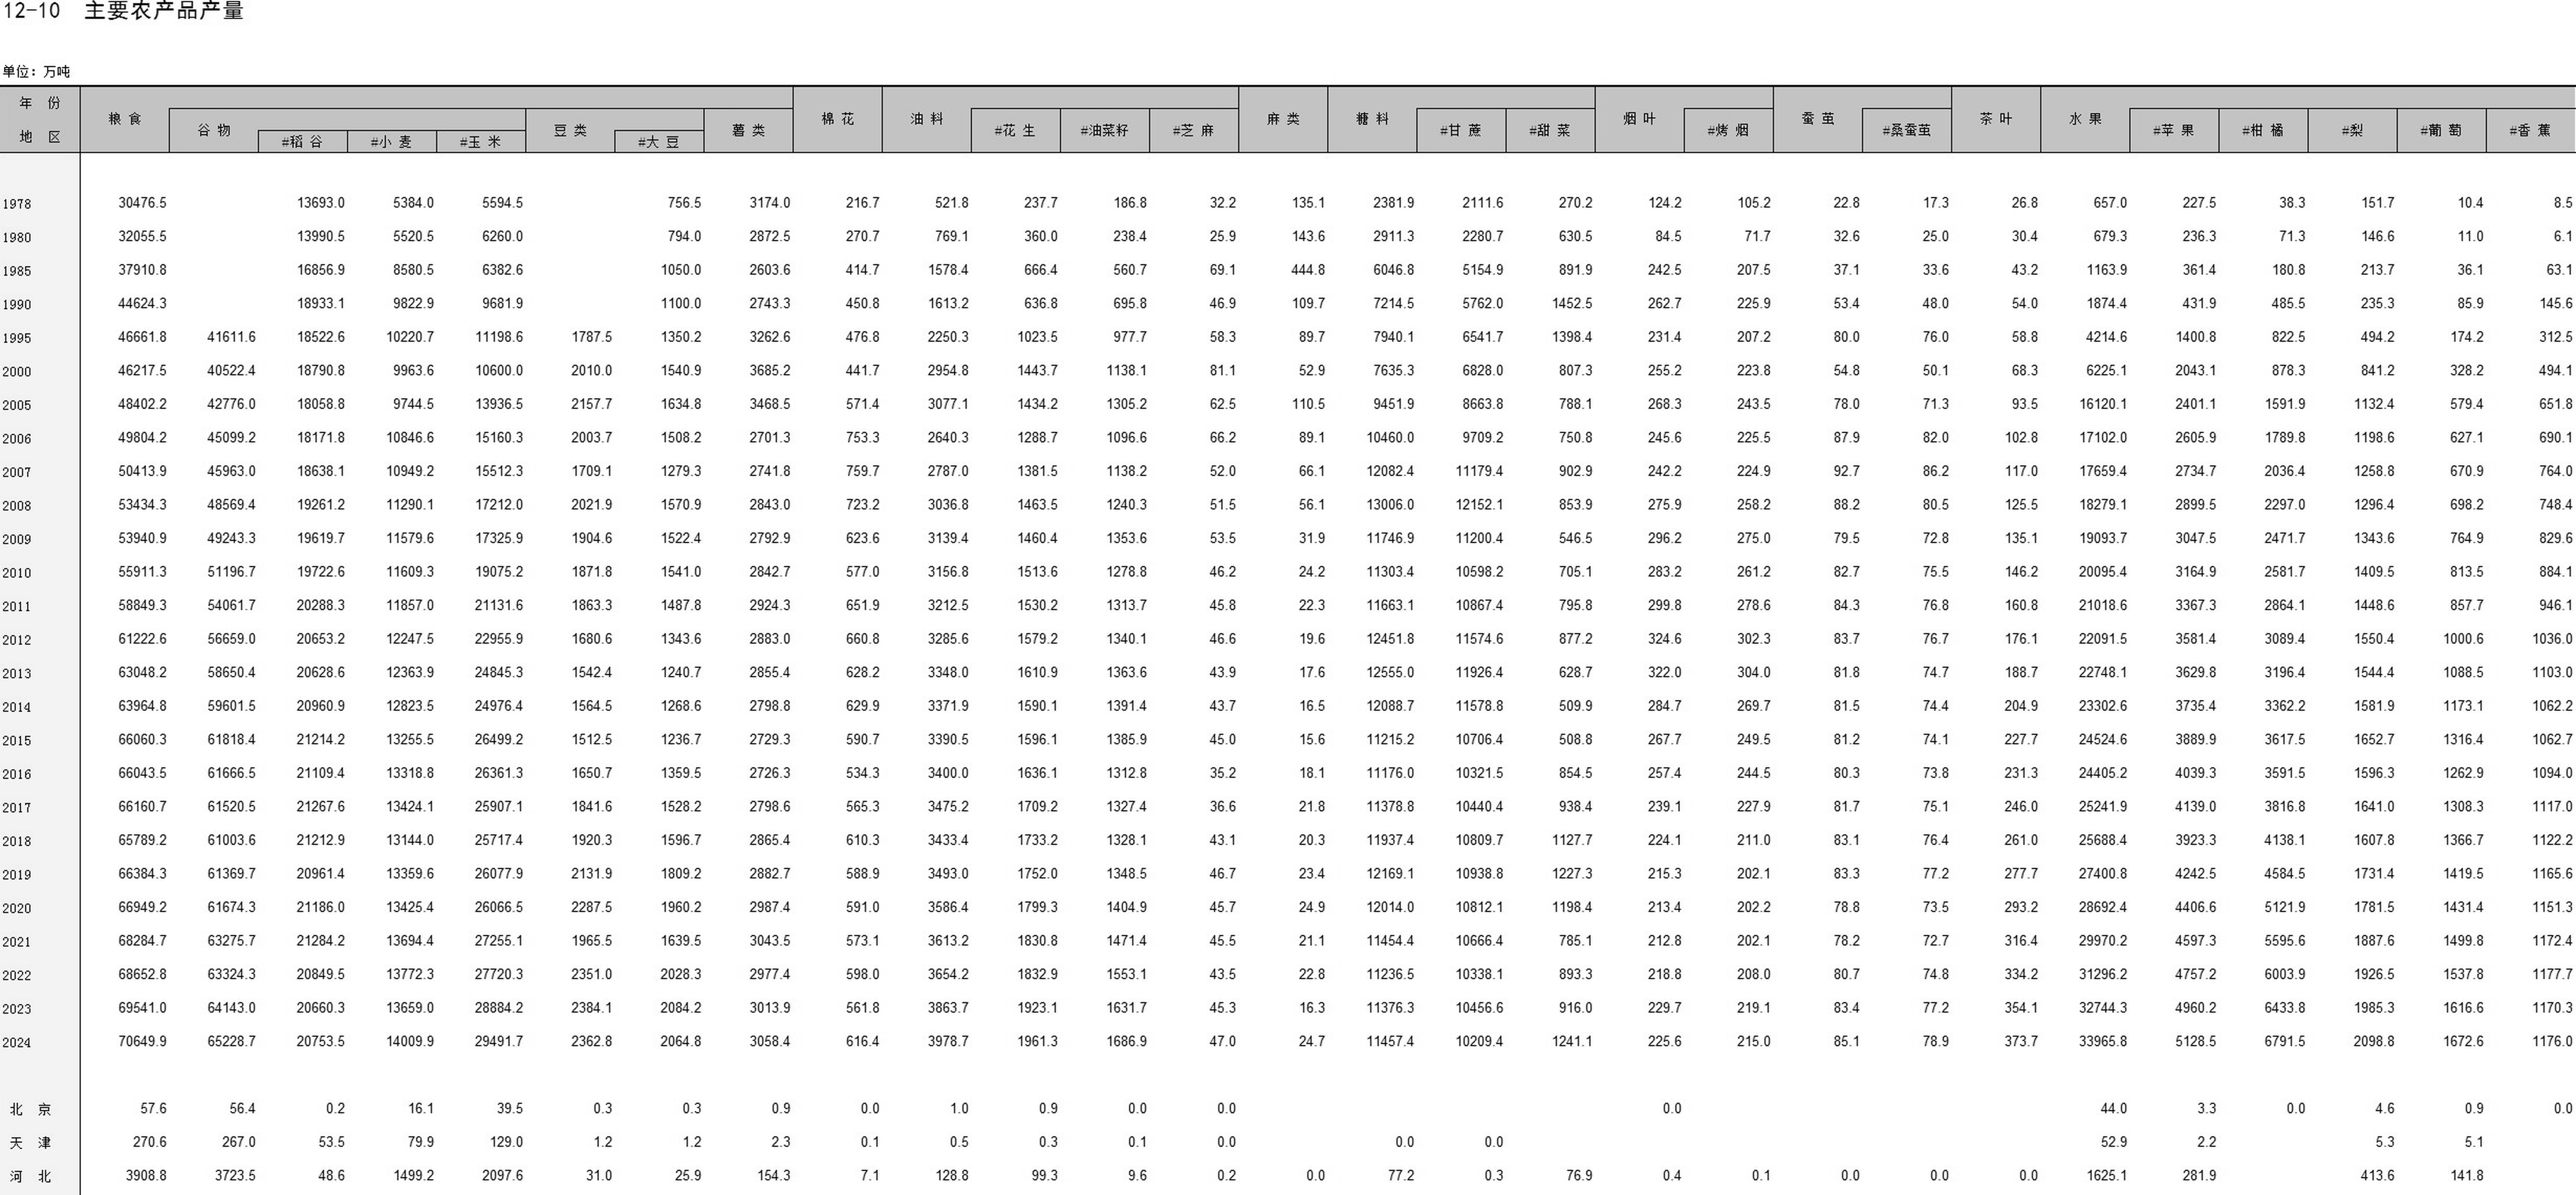 12-10 主要农产品产量
单位：万吨
年 份
地 区
粮 食 谷 物 #稻 谷 #小 麦 #玉 米 豆 类 #大 豆 薯 类 棉 花 油 料 #花 生 #油菜籽 #芝 麻 麻 类 糖 料 #甘 蔗 #甜 菜 烟 叶 #烤 烟 蚕 茧 #桑蚕茧 茶 叶 水 果 #苹 果 #柑 橘 #梨 #葡 萄 #香 蕉
1978 30476.5 13693.0 5384.0 5594.5 756.5 3174.0 216.7 521.8 237.7 186.8 32.2 135.1 2381.9 2111.6 270.2 124.2 105.2 22.8 17.3 26.8 657.0 227.5 38.3 151.7 10.4 8.5
1980 32055.5 13990.5 5520.5 6260.0 794.0 2872.5 270.7 769.1 360.0 238.4 25.9 143.6 2911.3 2280.7 630.5 84.5 71.7 32.6 25.0 30.4 679.3 236.3 71.3 146.6 11.0 6.1
1985 37910.8 16856.9 8580.5 6382.6 1050.0 2603.6 414.7 1578.4 666.4 560.7 69.1 444.8 6046.8 5154.9 891.9 242.5 207.5 37.1 33.6 43.2 1163.9 361.4 180.8 213.7 36.1 63.1
1990 44624.3 18933.1 9822.9 9681.9 1100.0 2743.3 450.8 1613.2 636.8 695.8 46.9 109.7 7214.5 5762.0 1452.5 262.7 225.9 53.4 48.0 54.0 1874.4 431.9 485.5 235.3 85.9 145.6
1995 46661.8 41611.6 18522.6 10220.7 11198.6 1787.5 1350.2 3262.6 476.8 2250.3 1023.5 977.7 58.3 89.7 7940.1 6541.7 1398.4 231.4 207.2 80.0 76.0 58.8 4214.6 1400.8 822.5 494.2 174.2 312.5
2000 46217.5 40522.4 18790.8 9963.6 10600.0 2010.0 1540.9 3685.2 441.7 2954.8 1443.7 1138.1 81.1 52.9 7635.3 6828.0 807.3 255.2 223.8 54.8 50.1 68.3 6225.1 2043.1 878.3 841.2 328.2 494.1
2005 48402.2 42776.0 18058.8 9744.5 13936.5 2157.7 1634.8 3468.5 571.4 3077.1 1434.2 1305.2 62.5 110.5 9451.9 8663.8 788.1 268.3 243.5 78.0 71.3 93.5 16120.1 2401.1 1591.9 1132.4 579.4 651.8
2006 49804.2 45099.2 18171.8 10846.6 15160.3 2003.7 1508.2 2701.3 753.3 2640.3 1288.7 1096.6 66.2 89.1 10460.0 9709.2 750.8 245.6 225.5 87.9 82.0 102.8 17102.0 2605.9 1789.8 1198.6 627.1 690.1
2007 50413.9 45963.0 18638.1 10949.2 15512.3 1709.1 1279.3 2741.8 759.7 2787.0 1381.5 1138.2 52.0 66.1 12082.4 11179.4 902.9 242.2 224.9 92.7 86.2 117.0 17659.4 2734.7 2036.4 1258.8 670.9 764.0
2008 53434.3 48569.4 19261.2 11290.1 17212.0 2021.9 1570.9 2843.0 723.2 3036.8 1463.5 1240.3 51.5 56.1 13006.0 12152.1 853.9 275.9 258.2 88.2 80.5 125.5 18279.1 2899.5 2297.0 1296.4 698.2 748.4
2009 53940.9 49243.3 19619.7 11579.6 17325.9 1904.6 1522.4 2792.9 623.6 3139.4 1460.4 1353.6 53.5 31.9 11746.9 11200.4 546.5 296.2 275.0 79.5 72.8 135.1 19093.7 3047.5 2471.7 1343.6 764.9 829.6
2010 55911.3 51196.7 19722.6 11609.3 19075.2 1871.8 1541.0 2842.7 577.0 3156.8 1513.6 1278.8 46.2 24.2 11303.4 10598.2 705.1 283.2 261.2 82.7 75.5 146.2 20095.4 3164.9 2581.7 1409.5 813.5 884.1
2011 58849.3 54061.7 20288.3 11857.0 21131.6 1863.3 1487.8 2924.3 651.9 3212.5 1530.2 1313.7 45.8 22.3 11663.1 10867.4 795.8 299.8 278.6 84.3 76.8 160.8 21018.6 3367.3 2864.1 1448.6 857.7 946.1
2012 61222.6 56659.0 20653.2 12247.5 22955.9 1680.6 1343.6 2883.0 660.8 3285.6 1579.2 1340.1 46.6 19.6 12451.8 11574.6 877.2 324.6 302.3 83.7 76.7 176.1 22091.5 3581.4 3089.4 1550.4 1000.6 1036.0
2013 63048.2 58650.4 20628.6 12363.9 24845.3 1542.4 1240.7 2855.4 628.2 3348.0 1610.9 1363.6 43.9 17.6 12555.0 11926.4 628.7 322.0 304.0 81.8 74.7 188.7 22748.1 3629.8 3196.4 1544.4 1088.5 1103.0
2014 63964.8 59601.5 20960.9 12823.5 24976.4 1564.5 1268.6 2798.8 629.9 3371.9 1590.1 1391.4 43.7 16.5 12088.7 11578.8 509.9 284.7 269.7 81.5 74.4 204.9 23302.6 3735.4 3362.2 1581.9 1173.1 1062.2
2015 66060.3 61818.4 21214.2 13255.5 26499.2 1512.5 1236.7 2729.3 590.7 3390.5 1596.1 1385.9 45.0 15.6 11215.2 10706.4 508.8 267.7 249.5 81.2 74.1 227.7 24524.6 3889.9 3617.5 1652.7 1316.4 1062.7
2016 66043.5 61666.5 21109.4 13318.8 26361.3 1650.7 1359.5 2726.3 534.3 3400.0 1636.1 1312.8 35.2 18.1 11176.0 10321.5 854.5 257.4 244.5 80.3 73.8 231.3 24405.2 4039.3 3591.5 1596.3 1262.9 1094.0
2017 66160.7 61520.5 21267.6 13424.1 25907.1 1841.6 1528.2 2798.6 565.3 3475.2 1709.2 1327.4 36.6 21.8 11378.8 10440.4 938.4 239.1 227.9 81.7 75.1 246.0 25241.9 4139.0 3816.8 1641.0 1308.3 1117.0
2018 65789.2 61003.6 21212.9 13144.0 25717.4 1920.3 1596.7 2865.4 610.3 3433.4 1733.2 1328.1 43.1 20.3 11937.4 10809.7 1127.7 224.1 211.0 83.1 76.4 261.0 25688.4 3923.3 4138.1 1607.8 1366.7 1122.2
2019 66384.3 61369.7 20961.4 13359.6 26077.9 2131.9 1809.2 2882.7 588.9 3493.0 1752.0 1348.5 46.7 23.4 12169.1 10938.8 1227.3 215.3 202.1 83.3 77.2 277.7 27400.8 4242.5 4584.5 1731.4 1419.5 1165.6
2020 66949.2 61674.3 21186.0 13425.4 26066.5 2287.5 1960.2 2987.4 591.0 3586.4 1799.3 1404.9 45.7 24.9 12014.0 10812.1 1198.4 213.4 202.2 78.8 73.5 293.2 28692.4 4406.6 5121.9 1781.5 1431.4 1151.3
2021 68284.7 63275.7 21284.2 13694.4 27255.1 1965.5 1639.5 3043.5 573.1 3613.2 1830.8 1471.4 45.5 21.1 11454.4 10666.4 785.1 212.8 202.1 78.2 72.7 316.4 29970.2 4597.3 5595.6 1887.6 1499.8 1172.4
2022 68652.8 63324.3 20849.5 13772.3 27720.3 2351.0 2028.3 2977.4 598.0 3654.2 1832.9 1553.1 43.5 22.8 11236.5 10338.1 893.3 218.8 208.0 80.7 74.8 334.2 31296.2 4757.2 6003.9 1926.5 1537.8 1177.7
2023 69541.0 64143.0 20660.3 13659.0 28884.2 2384.1 2084.2 3013.9 561.8 3863.7 1923.1 1631.7 45.3 16.3 11376.3 10456.6 916.0 229.7 219.1 83.4 77.2 354.1 32744.3 4960.2 6433.8 1985.3 1616.6 1170.3
2024 70649.9 65228.7 20753.5 14009.9 29491.7 2362.8 2064.8 3058.4 616.4 3978.7 1961.3 1686.9 47.0 24.7 11457.4 10209.4 1241.1 225.6 215.0 85.1 78.9 373.7 33965.8 5128.5 6791.5 2098.8 1672.6 1176.0
北 京 57.6 56.4 0.2 16.1 39.5 0.3 0.3 0.9 0.0 1.0 0.9 0.0 0.0 0.0 44.0 3.3 0.0 4.6 0.9 0.0
天 津 270.6 267.0 53.5 79.9 129.0 1.2 1.2 2.3 0.1 0.5 0.3 0.1 0.0 0.0 0.0 52.9 2.2 5.3 5.1
河 北 3908.8 3723.5 48.6 1499.2 2097.6 31.0 25.9 154.3 7.1 128.8 99.3 9.6 0.2 0.0 77.2 0.3 76.9 0.4 0.1 0.0 0.0 0.0 1625.1 281.9 413.6 141.8